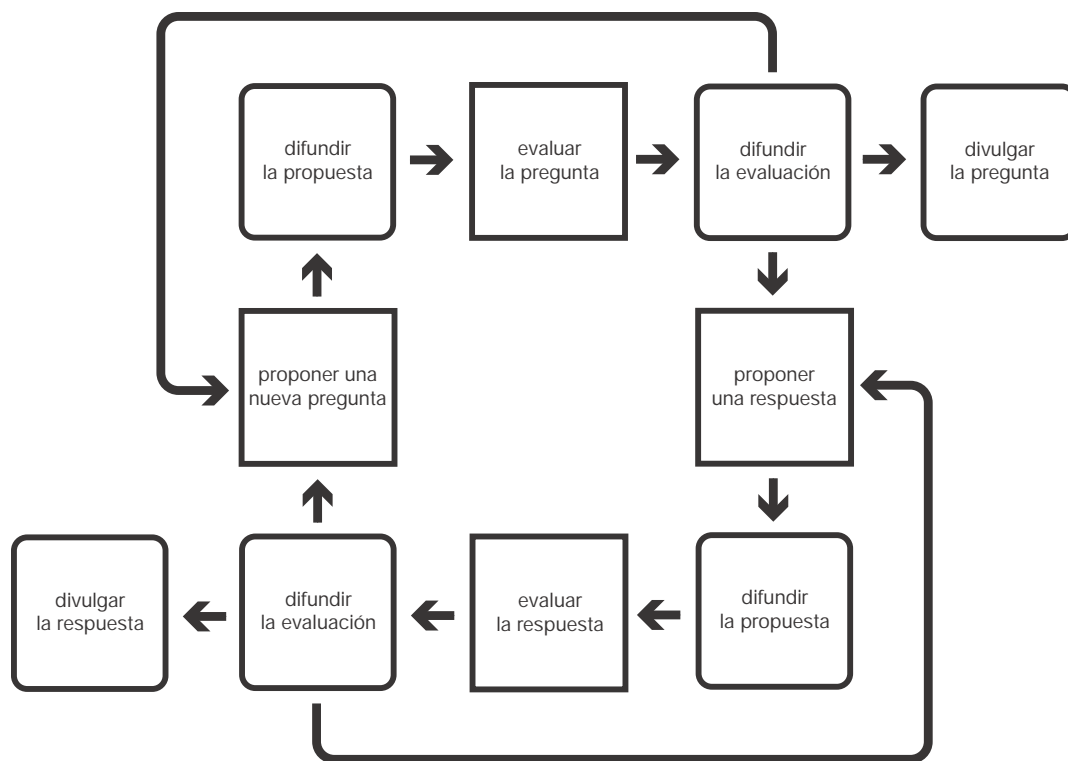 difundir
la propuesta
evaluar
la pregunta
difundir
la evaluación
divulgar
la pregunta
proponer una
nueva pregunta
proponer
una respuesta
divulgar
la respuesta
difundir
la evaluación
evaluar
la respuesta
difundir
la propuesta